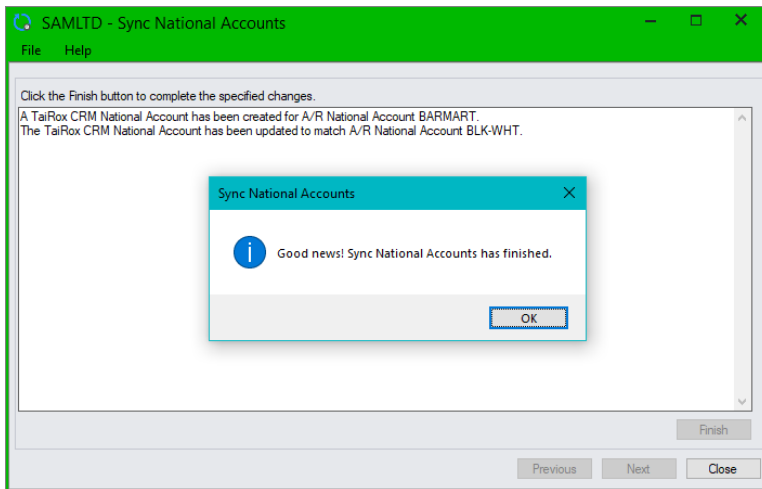 SAMLTD - Sync National Accounts
File Help
Click the Finish button to complete the specified changes.
A TaiRox CRM National Account has been created for A/R National Account BARMART.
The TaiRox CRM National Account has been updated to match A/R National Account BLK-WHT.
Sync National Accounts
Good news! Sync National Accounts has finished.
OK
Finish
Previous Next Close